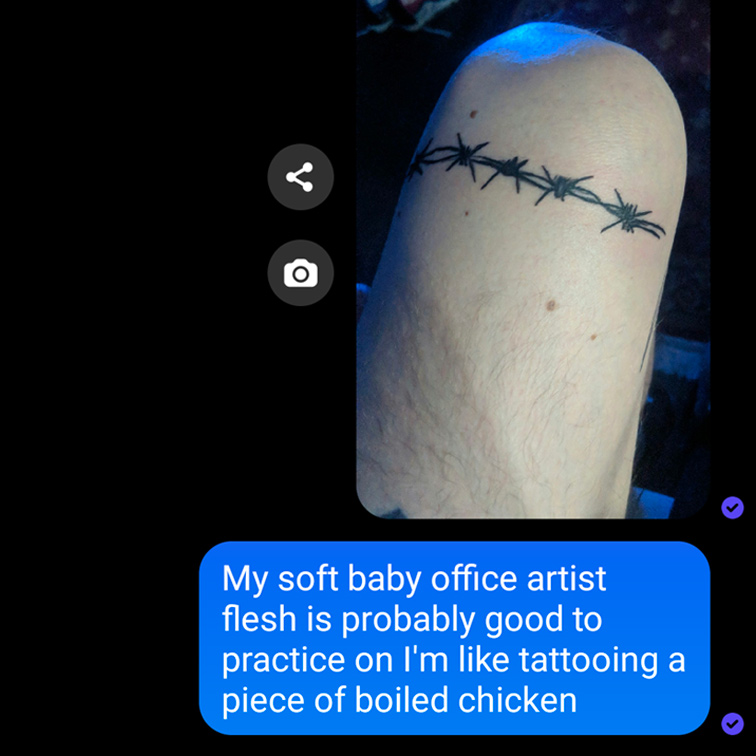 My soft baby office artist
flesh is probably good to
practice on I'm like tattooing a
piece of boiled chicken